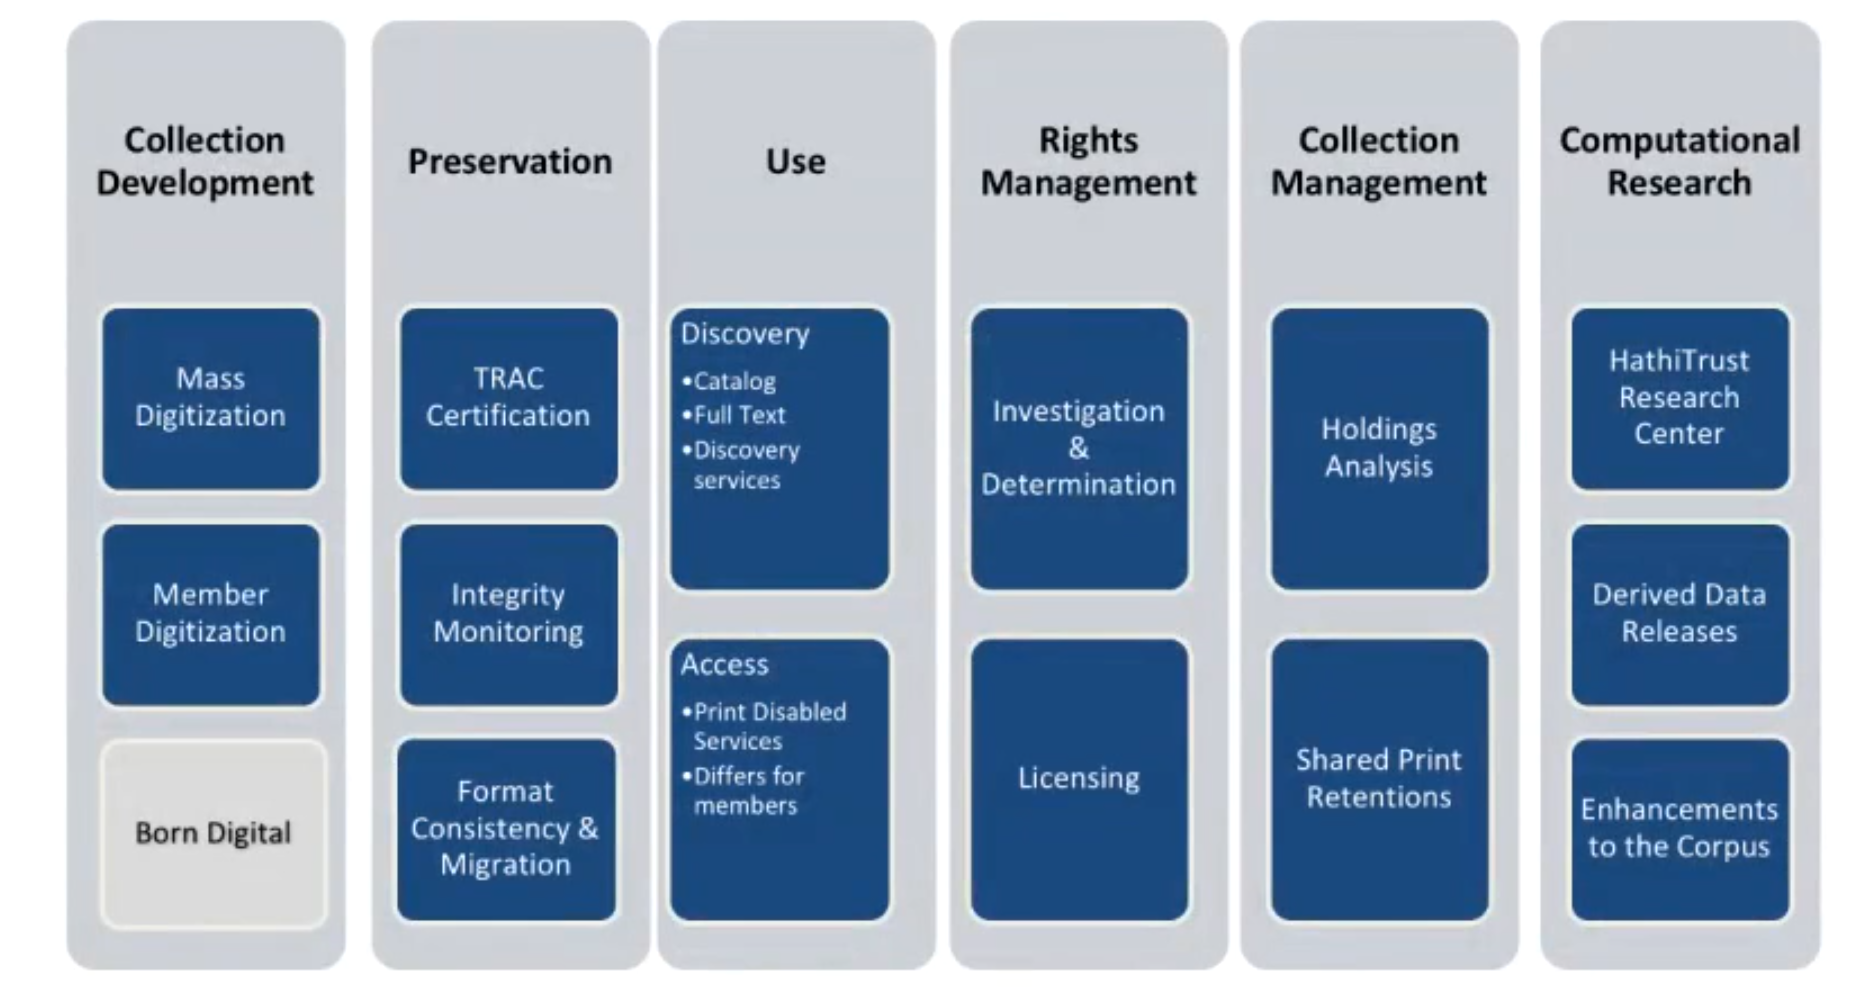 Collection
Development
Mass
Digitization
Member
Digitization
Born Digital
Preservation
TRAC
Certification
Integrity
Monitoring
Format
Consistency &
Migration
Use
Discovery
•Catalog
•Full Text
•Discovery
services
Access
•Print Disabled
Services
•Differs for
members
Rights
Management
Investigation
&
Determination
Licensing
Collection
Management
Holdings
Analysis
Shared Print
Retentions
Computational
Research
HathiTrust
Research
Center
Derived Data
Releases
Enhancements
to the Corpus